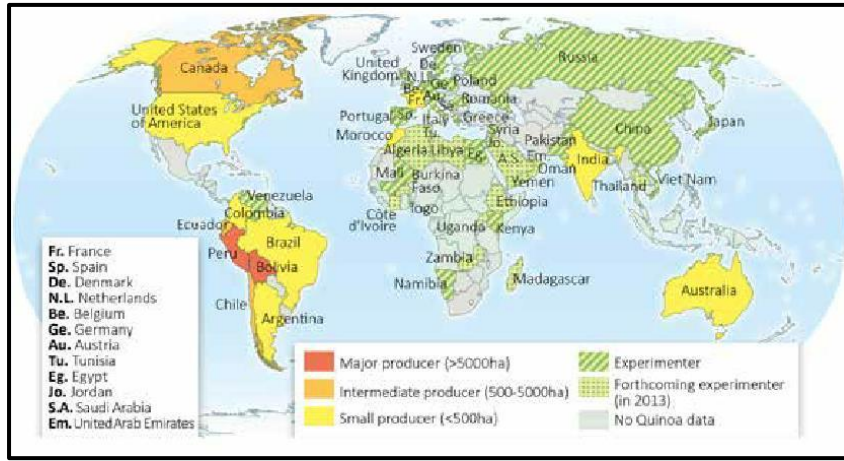 Sweden
United
Kingdom
De.
N.L.
Be.
Ge.
Poland
Au.
Fr.
Romania
Portugal
Sp.
Italy
Greece
Tu.
Morocco
Algeria
Libya
Eg.
Syria
Jo.
A.S.
Em.
Oman
Yemen
Pakistan
Russia
China
Japan
India
Thailand
Viet Nam
Canada
United States
of America
Mali
Burkina
Faso
Togo
Côte
d'Ivoire
Ethiopia
Uganda
Kenya
Zambia
Namibia
Madagascar
Venezuela
Colombia
Ecuador
Peru
Brazil
Bolivia
Chile
Argentina
Australia
Fr. France
Sp. Spain
De. Denmark
N.L. Netherlands
Be. Belgium
Ge. Germany
Au. Austria
Tu. Tunisia
Eg. Egypt
Jo. Jordan
S.A. Saudi Arabia
Em. United Arab Emirates
Major producer (>5000ha)
Intermediate producer (500-5000ha)
Small producer (<500ha)
Experimenter
Forthcoming experimenter
(in 2013)
No Quinoa data